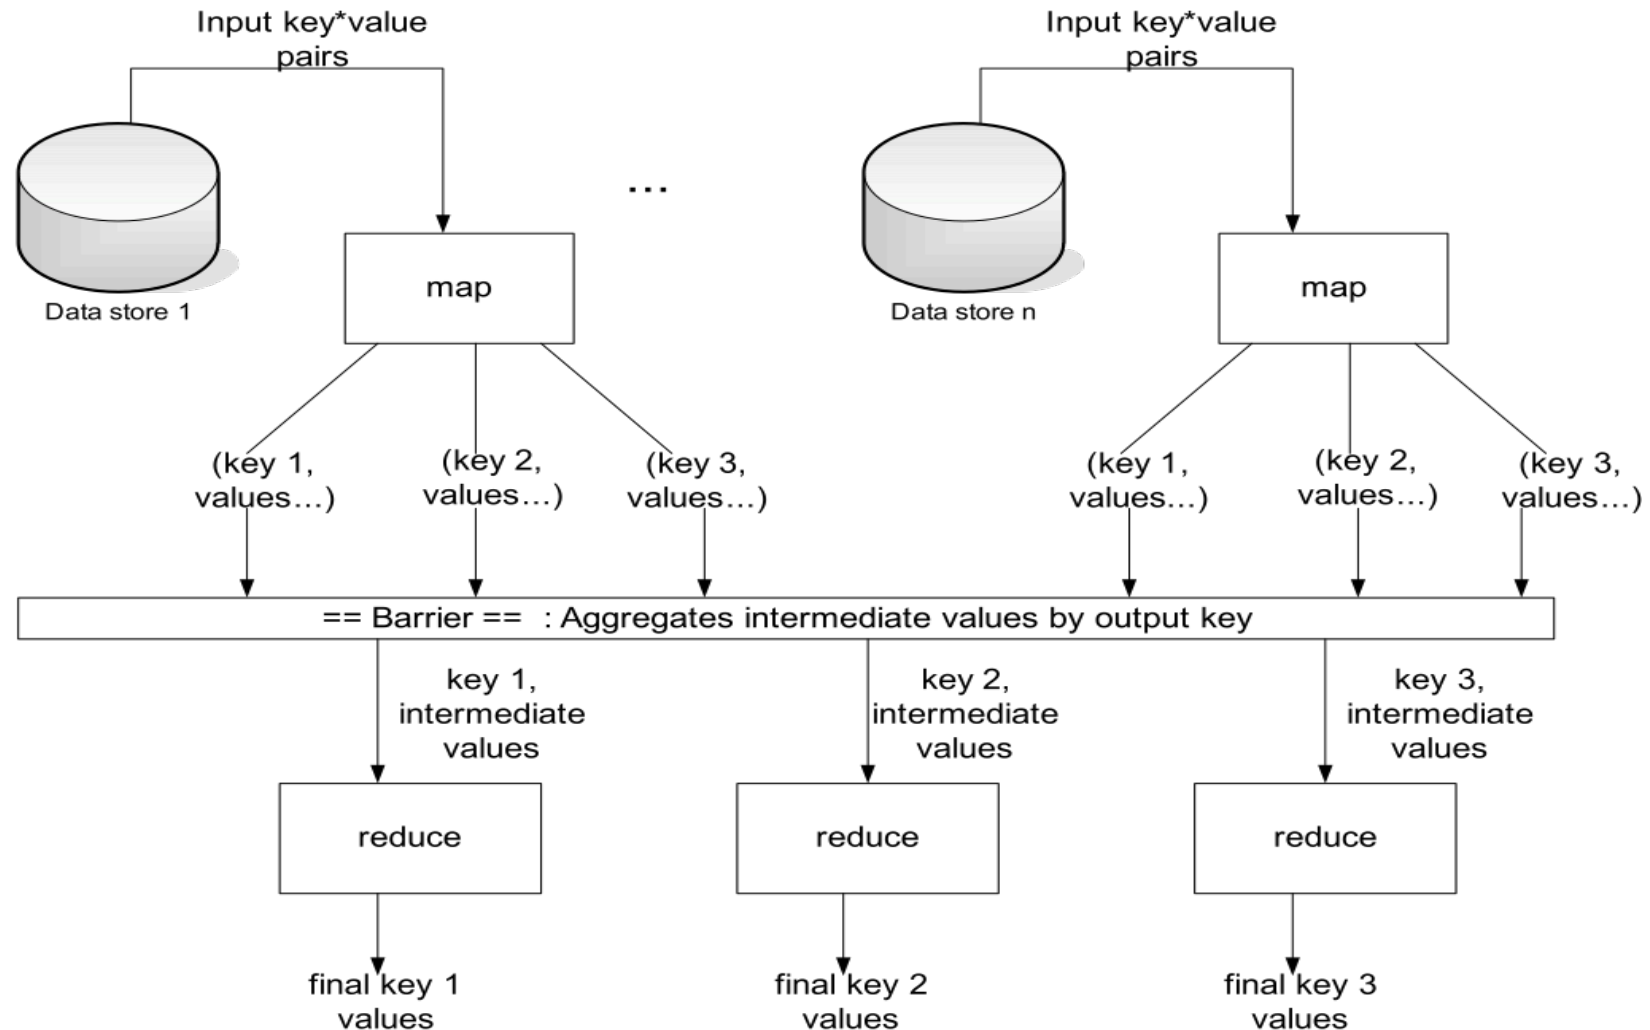 Input key*value
pairs
Input key*value
pairs
...
Data store 1
map
Data store n
map
(key 1,
values...)
(key 2,
values...)
(key 3,
values...)
(key 1,
values...)
(key 2,
values...)
(key 3,
values...)
== Barrier == : Aggregates intermediate values by output key
key 1,
intermediate
values
key 2,
intermediate
values
key 3,
intermediate
values
reduce
reduce
reduce
final key 1
values
final key 2
values
final key 3
values